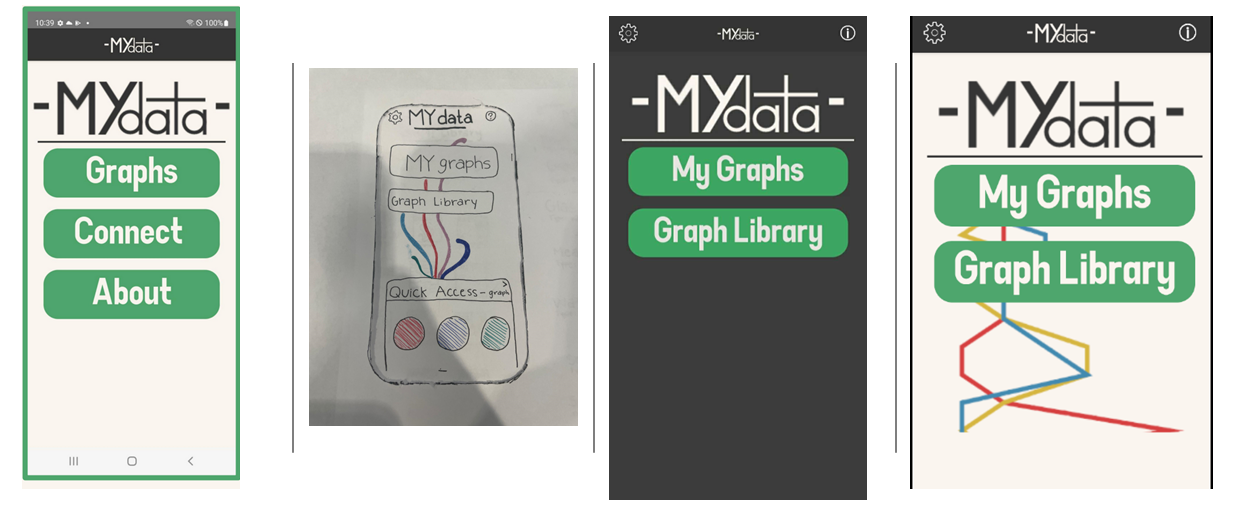 10:39 100%
-MYdata-
-MYdata-
Graphs
Connect
About
MYdata
?
MY graphs
Graph Library
Quick Access-graph
-MYdata-
-MYdata-
My Graphs
Graph Library
-MYdata-
-MYdata-
My Graphs
Graph Library